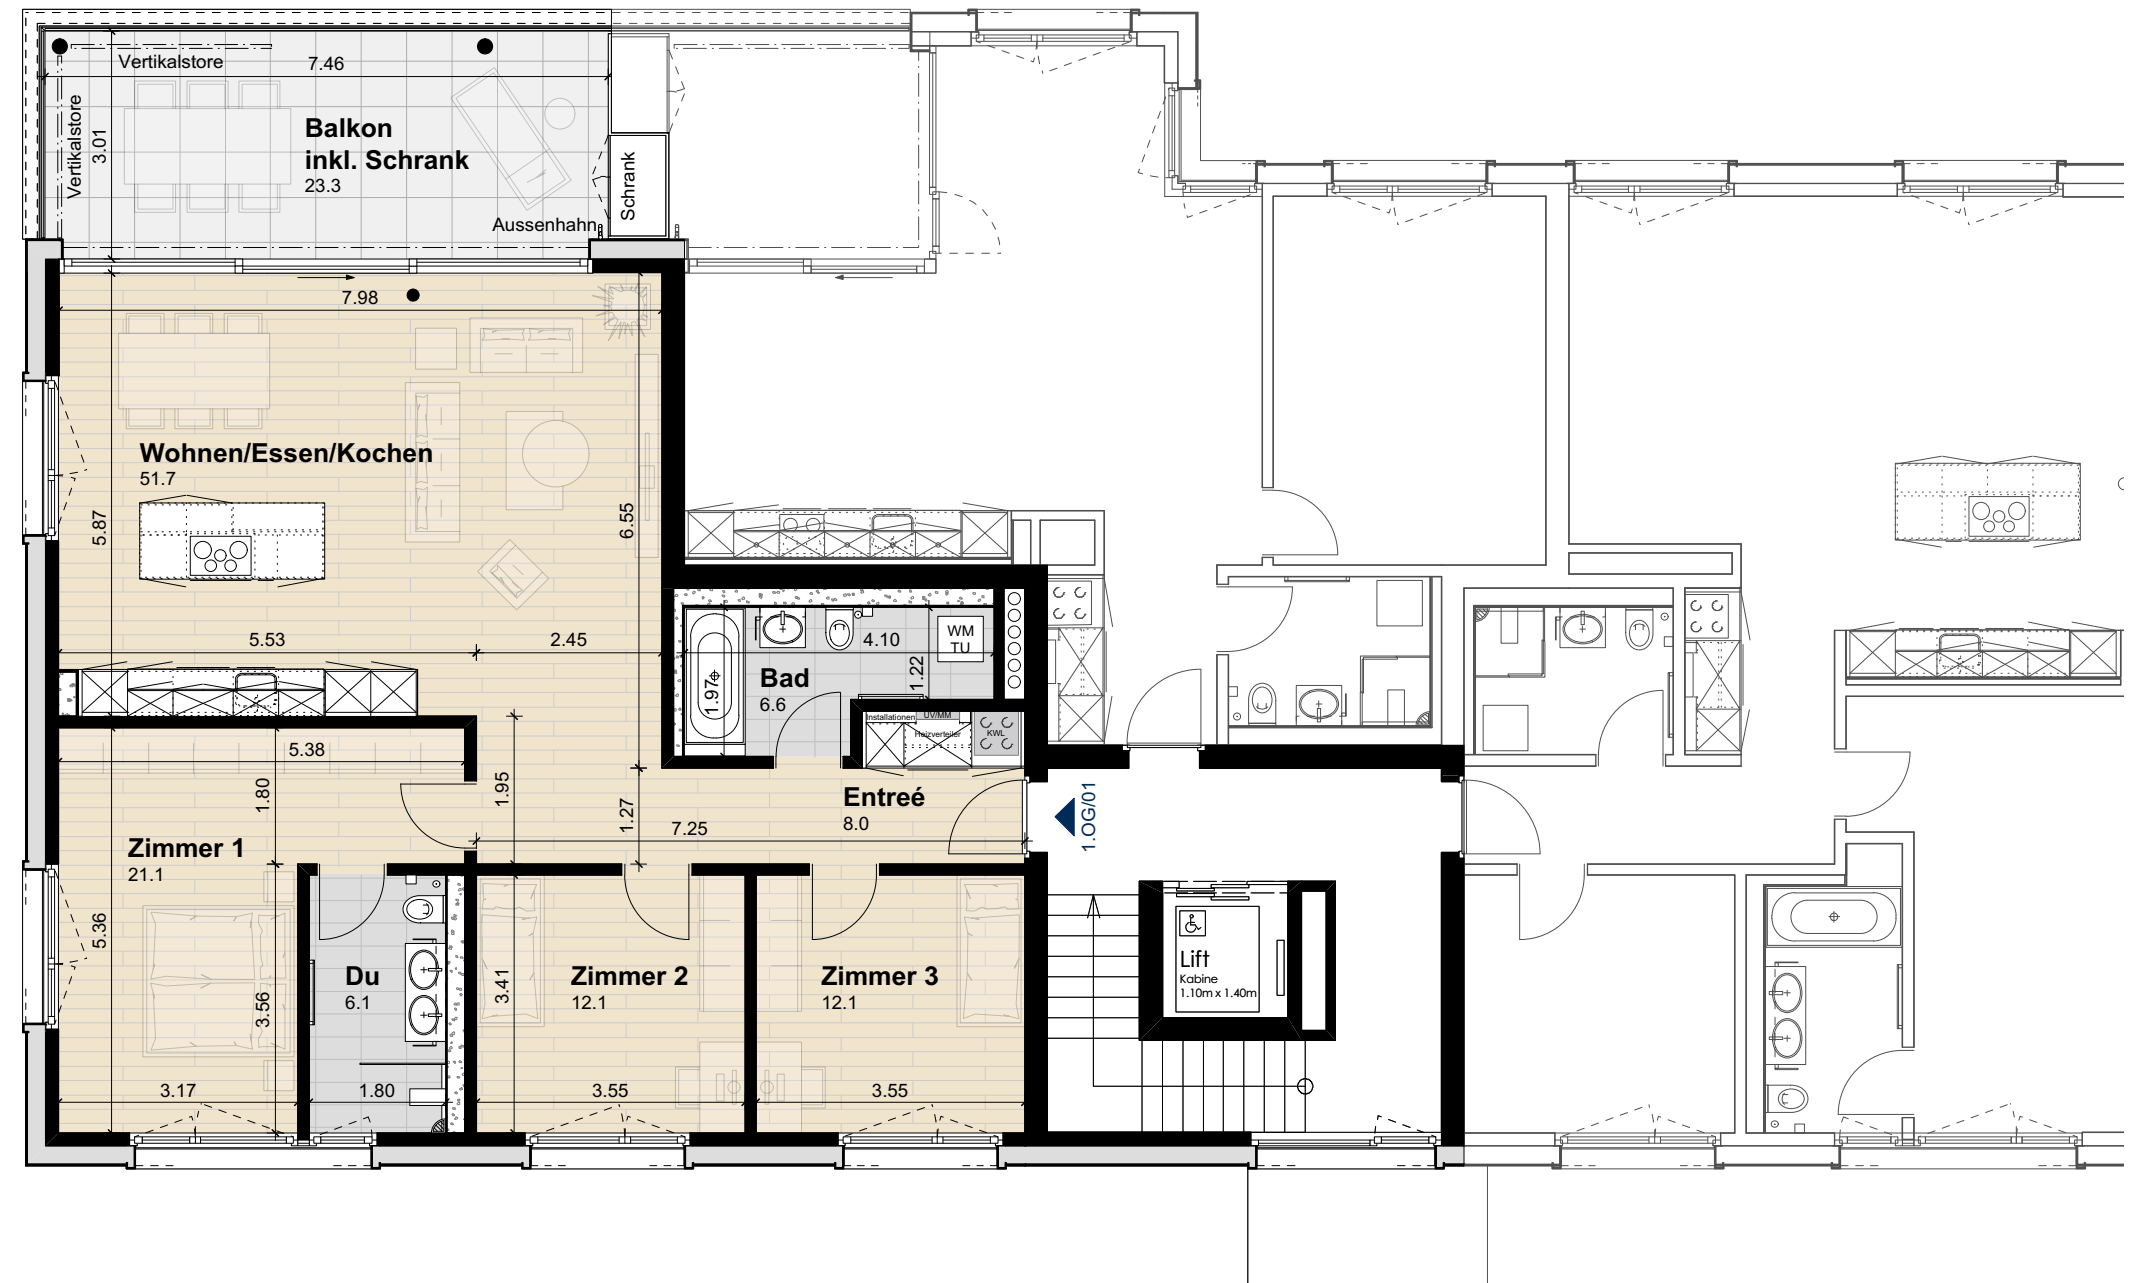 Vertikalstore
7.46
Vertikalstore
3.01
Balkon
inkl. Schrank
23.3
Schrank
Aussenhahn
7.98
Wohnen/Essen/Kochen
51.7
5.87
6.55
5.53
2.45
4.10
WM
TU
1.22
1.97
Bad
6.6
Installationen
UV/MM
Heizverteiler
KWL
5.38
1.80
1.95
1.27
7.25
Entreé
8.0
1.OG/01
Zimmer 1
21.1
5.36
3.56
3.17
Du
6.1
1.80
3.41
Zimmer 2
12.1
3.55
Zimmer 3
12.1
3.55
Lift
Kabine
1.10m x 1.40m